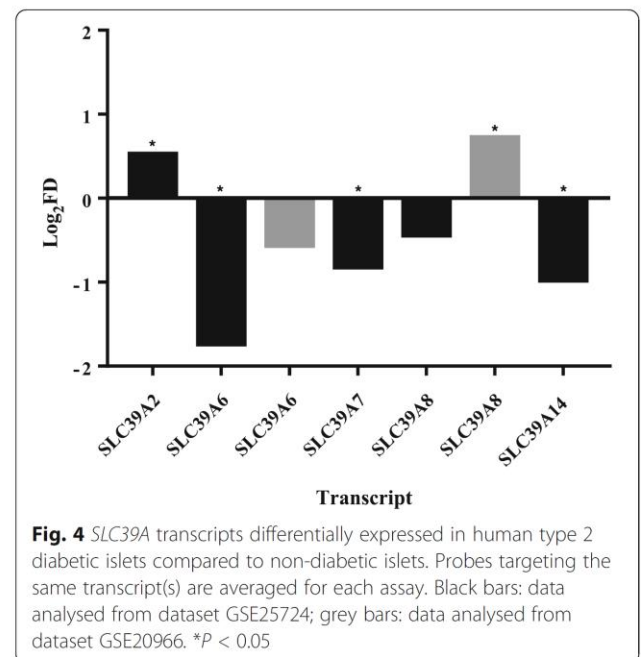 2
*
*
1
*
*
*
0
Log₂FD
-1
-2
SLC39A2
SLC39A6
SLC39A6
SLC39A7
SLC39A8
SLC39A8
SLC39A14
Transcript
Fig. 4 SLC39A transcripts differentially expressed in human type 2
diabetic islets compared to non-diabetic islets. Probes targeting the
same transcript(s) are averaged for each assay. Black bars: data
analysed from dataset GSE25724; grey bars: data analysed from
dataset GSE20966. *P < 0.05